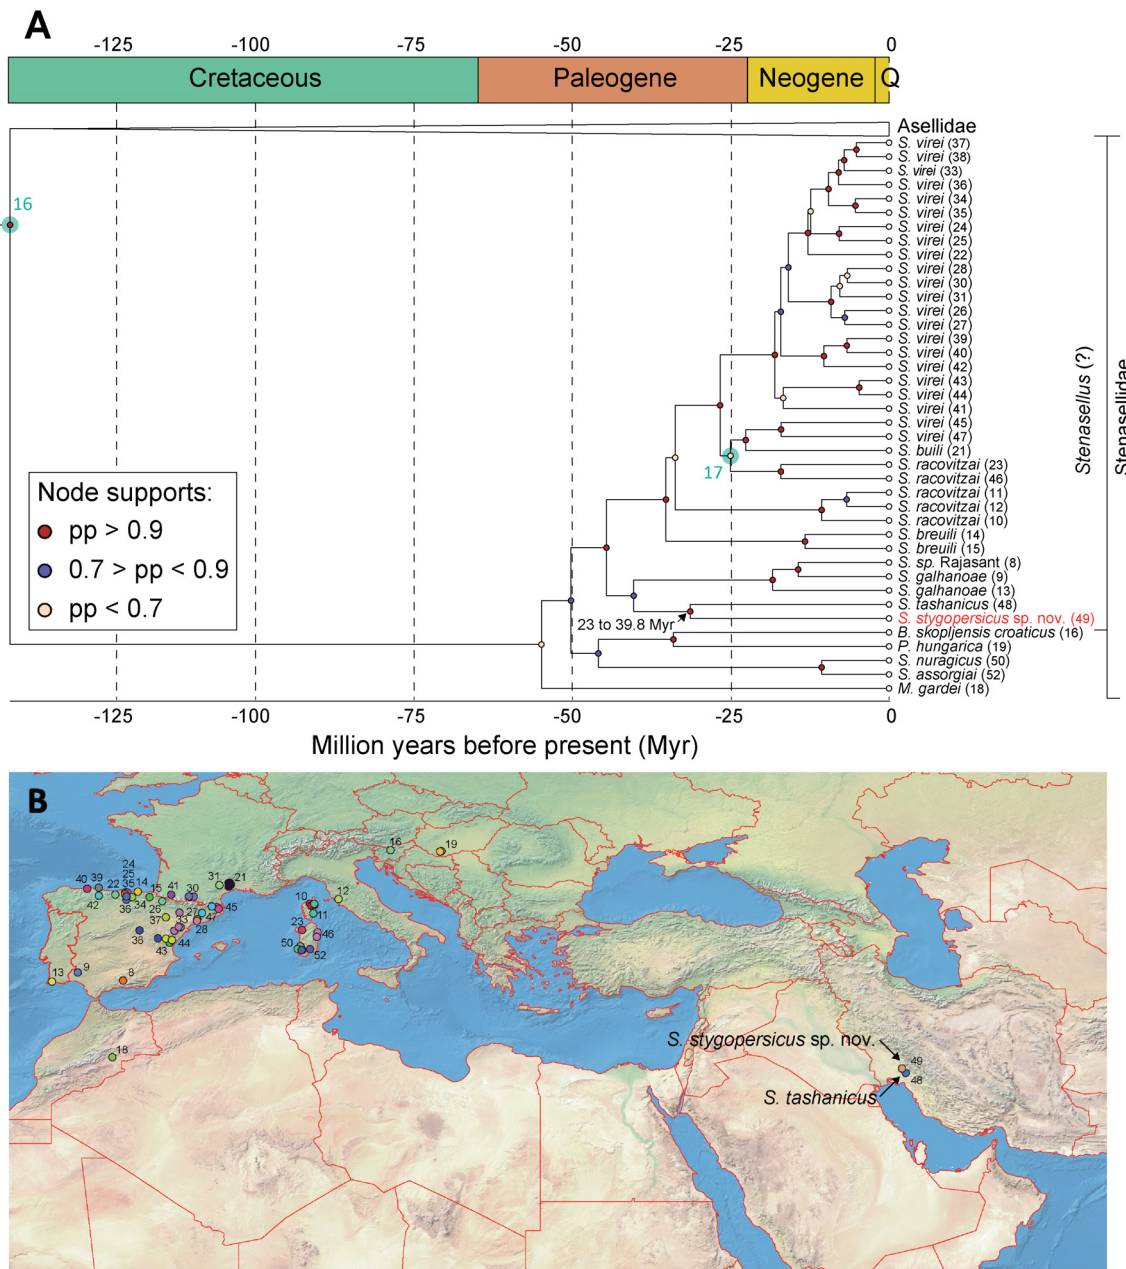 A
-125 -100 -75 -50 -25 0
Cretaceous Paleogene Neogene Q
Asellidae
S. virei (37)
S. virei (38)
S. virei (33)
S. virei (36)
16
S. virei (34)
S. virei (35)
S. virei (24)
S. virei (25)
S. virei (22)
S. virei (28)
S. virei (30)
S. virei (31)
S. virei (26)
S. virei (27)
S. virei (39)
S. virei (40)
S. virei (42)
S. virei (43)
S. virei (44)
S. virei (41)
S. virei (45)
S. virei (47)
S. buili (21)
17
S. racovitzai (23)
S. racovitzai (46)
S. racovitzai (11)
S. racovitzai (12)
S. racovitzai (10)
S. breuili (14)
S. breuili (15)
S. sp. Rajasant (8)
S. galhanoae (9)
S. galhanoae (13)
S. tashanicus (48)
S. stygopersicus sp. nov. (49)
23 to 39.8 Myr
B. skopljensis croaticus (16)
P. hungarica (19)
S. nuragicus (50)
S. assorgiai (52)
M. gardei (18)
Stenasellus (?)
Stenasellidae
Node supports:
pp > 0.9
0.7 > pp < 0.9
pp < 0.7
-125 -100 -75 -50 -25 0
Million years before present (Myr)
B
16
19
24
25
40 39 22 35 14 15 41 30 31 21
42 36 34 26
12
10
11
37 33 27 47 45
28
23
46
38
43 44
50
52
13 9 8
18
S. stygopersicus sp. nov.
49
48
S. tashanicus